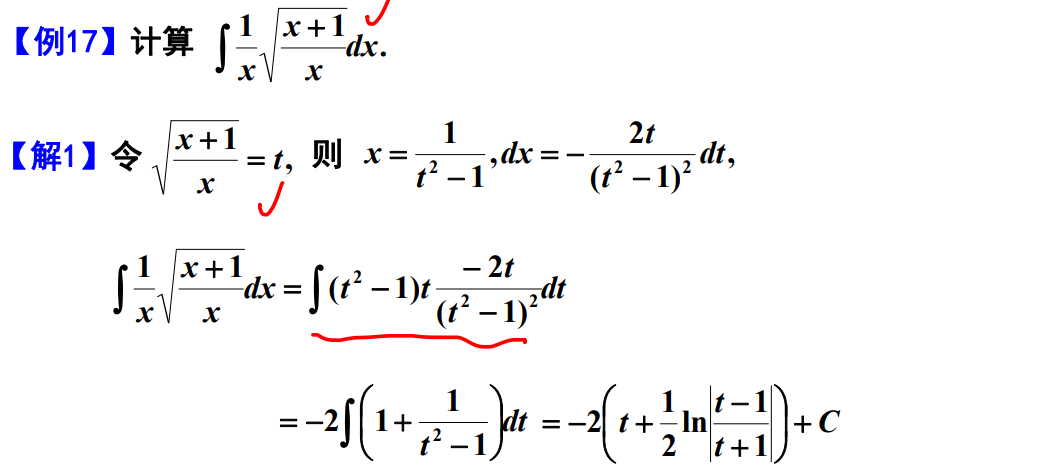 【例17】计算 ∫ 1/x √((x+1)/x) dx.
【解1】令 √((x+1)/x) = t, 则 x = 1/(t² − 1), dx = − 2t/(t² − 1)² dt,
∫ 1/x √((x+1)/x) dx = ∫ (t² − 1)t (− 2t)/(t² − 1)² dt
= −2∫(1 + 1/(t² − 1))dt = −2(t + 1/2 ln|(t − 1)/(t + 1)|) + C